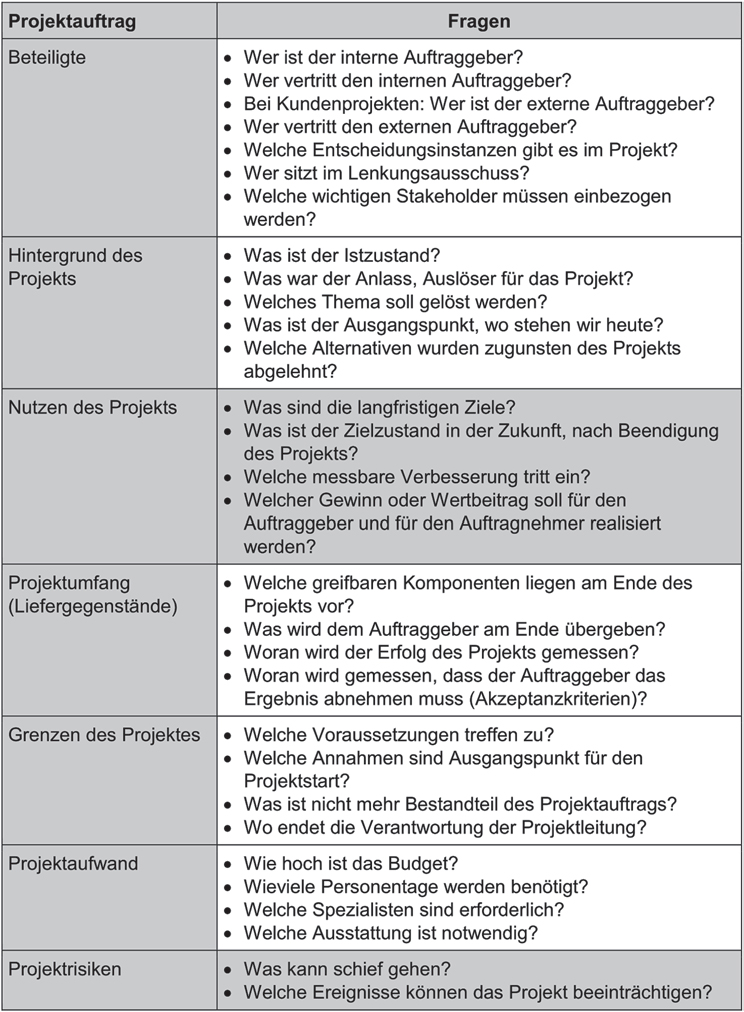 Projektauftrag
Fragen
Beteiligte
• Wer ist der interne Auftraggeber?
• Wer vertritt den internen Auftraggeber?
• Bei Kundenprojekten: Wer ist der externe Auftraggeber?
• Wer vertritt den externen Auftraggeber?
• Welche Entscheidungsinstanzen gibt es im Projekt?
• Wer sitzt im Lenkungsausschuss?
• Welche wichtigen Stakeholder müssen einbezogen
werden?
Hintergrund des
Projekts
• Was ist der Istzustand?
• Was war der Anlass, Auslöser für das Projekt?
• Welches Thema soll gelöst werden?
• Was ist der Ausgangspunkt, wo stehen wir heute?
• Welche Alternativen wurden zugunsten des Projekts
abgelehnt?
Nutzen des Projekts
• Was sind die langfristigen Ziele?
• Was ist der Zielzustand in der Zukunft, nach Beendigung
des Projekts?
• Welche messbare Verbesserung tritt ein?
• Welcher Gewinn oder Wertbeitrag soll für den
Auftraggeber und für den Auftragnehmer realisiert
werden?
Projektumfang
(Liefergegenstände)
• Welche greifbaren Komponenten liegen am Ende des
Projekts vor?
• Was wird dem Auftraggeber am Ende übergeben?
• Woran wird der Erfolg des Projekts gemessen?
• Woran wird gemessen, dass der Auftraggeber das
Ergebnis abnehmen muss (Akzeptanzkriterien)?
Grenzen des Projektes
• Welche Voraussetzungen treffen zu?
• Welche Annahmen sind Ausgangspunkt für den
Projektstart?
• Was ist nicht mehr Bestandteil des Projektauftrags?
• Wo endet die Verantwortung der Projektleitung?
Projektaufwand
• Wie hoch ist das Budget?
• Wieviele Personentage werden benötigt?
• Welche Spezialisten sind erforderlich?
• Welche Ausstattung ist notwendig?
Projektrisiken
• Was kann schief gehen?
• Welche Ereignisse können das Projekt beeinträchtigen?